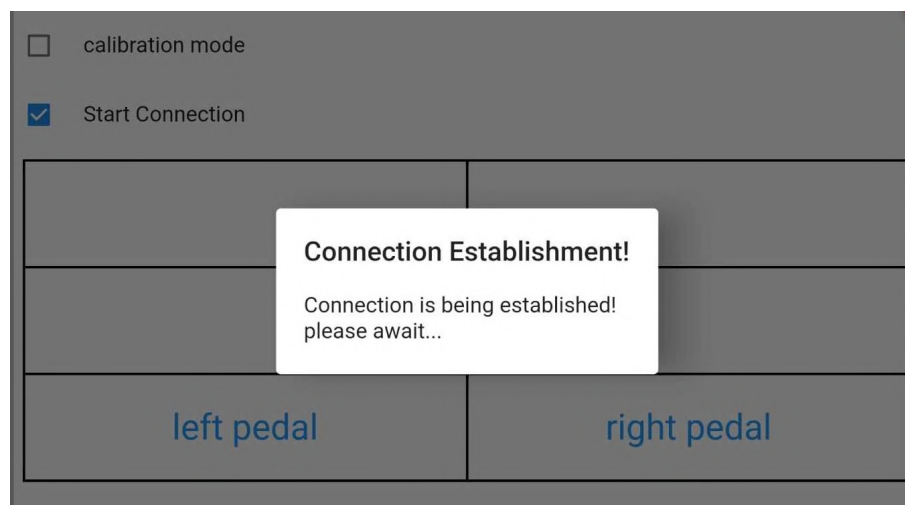 calibration mode
Start Connection
Connection Establishment!
Connection is being established!
please await...
left pedal
right pedal